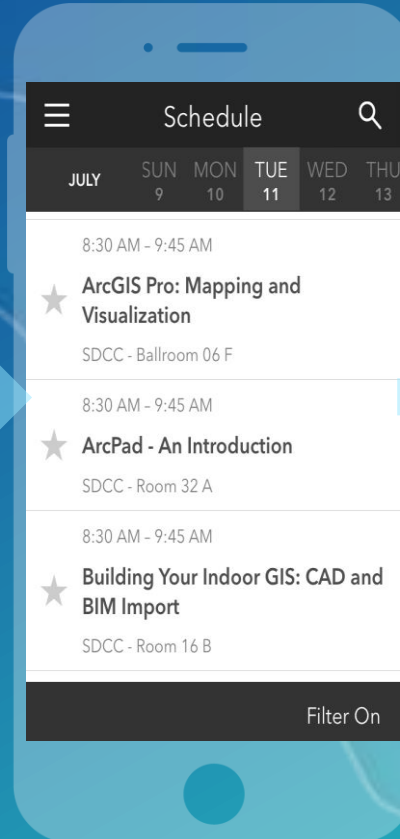 Schedule
JULY SUN MON TUE WED THU
9 10 11 12 13
8:30 AM – 9:45 AM
ArcGIS Pro: Mapping and
Visualization
SDCC - Ballroom 06 F
8:30 AM – 9:45 AM
ArcPad - An Introduction
SDCC - Room 32 A
8:30 AM – 9:45 AM
Building Your Indoor GIS: CAD and
BIM Import
SDCC - Room 16 B
Filter On